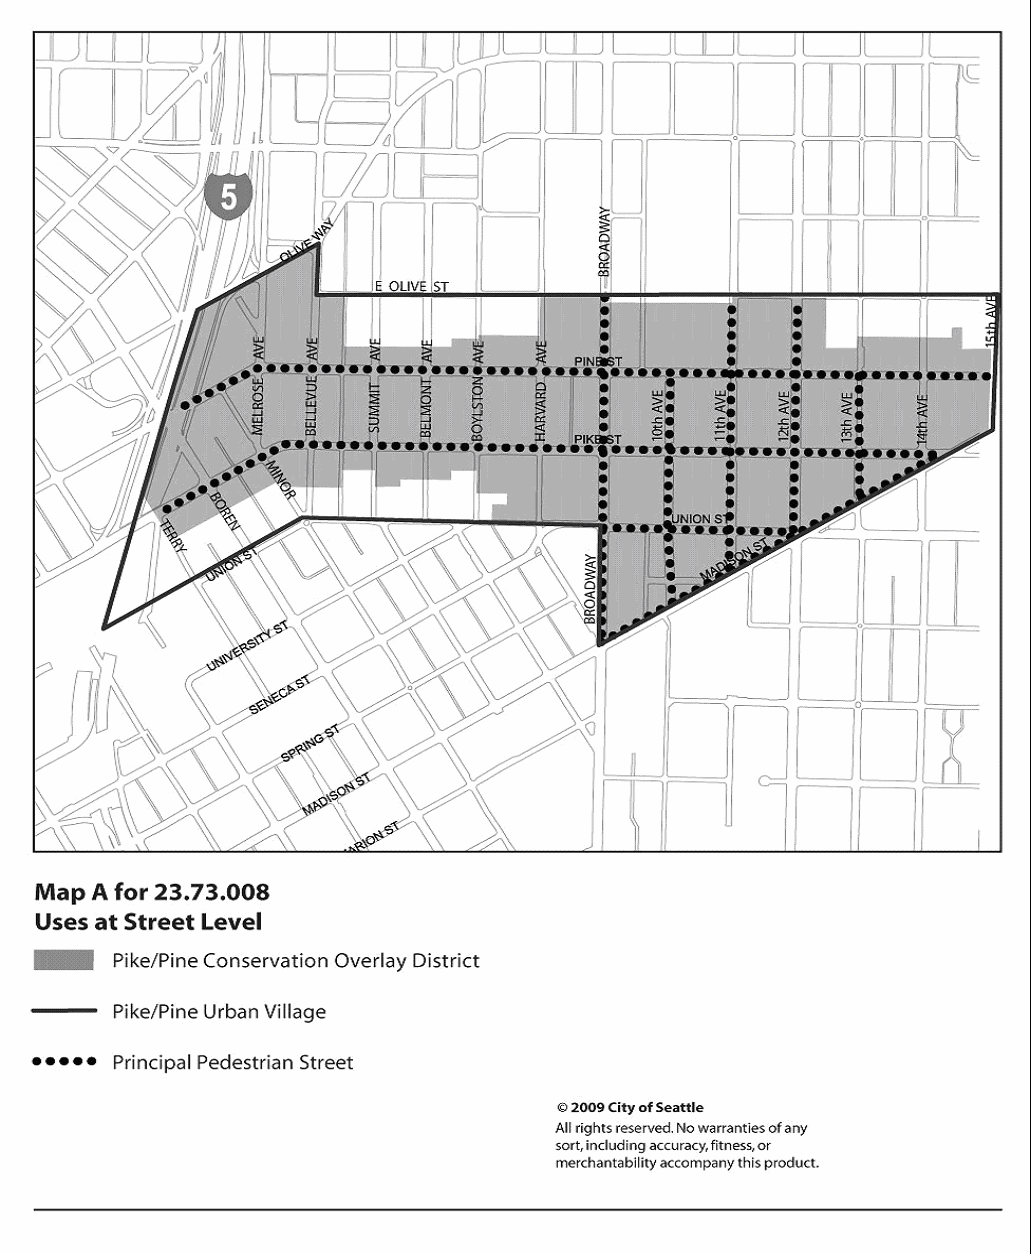 5
OLIVE WAY
BROADWAY
E OLIVE ST
15th AVE
MELROSE AVE
BELLEVUE AVE
SUMMIT AVE
BELMONT AVE
BOYLSTON AVE
HARVARD AVE
PINE ST
10th AVE
11th AVE
12th AVE
13th AVE
14th AVE
PIKE ST
MINOR
BOREN
TERRY
UNION ST
UNION ST
MADISON ST
BROADWAY
UNIVERSITY ST
SENECA ST
SPRING ST
MADISON ST
ARION ST
Map A for 23.73.008
Uses at Street Level
Pike/Pine Conservation Overlay District
Pike/Pine Urban Village
Principal Pedestrian Street
© 2009 City of Seattle
All rights reserved. No warranties of any
sort, including accuracy, fitness, or
merchantability accompany this product.